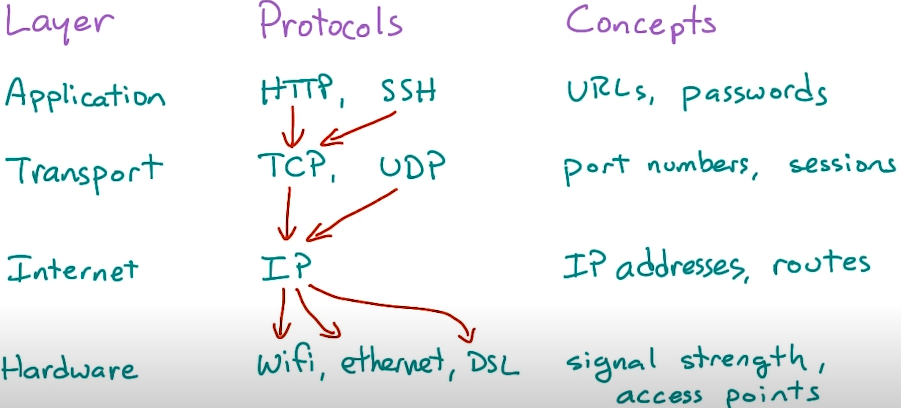 Layer Protocols Concepts
Application HTTP, SSH URLs, passwords
Transport TCP, UDP port numbers, sessions
Internet IP IP addresses, routes
Hardware Wifi, ethernet, DSL signal strength,
access points